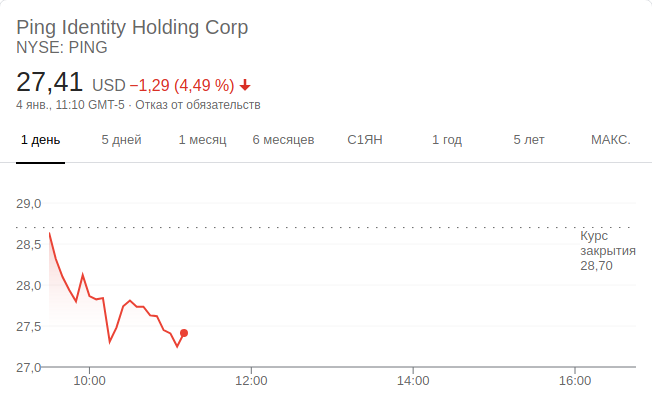 Ping Identity Holding Corp
NYSE: PING
27,41 USD −1,29 (4,49 %)
4 янв., 11:10 GMT-5 · Отказ от обязательств
1 день 5 дней 1 месяц 6 месяцев С1ЯН 1 год 5 лет МАКС.
29,0
Курс
28,5
закрытия
28,70
28,0
27,5
27,0
10:00 12:00 14:00 16:00